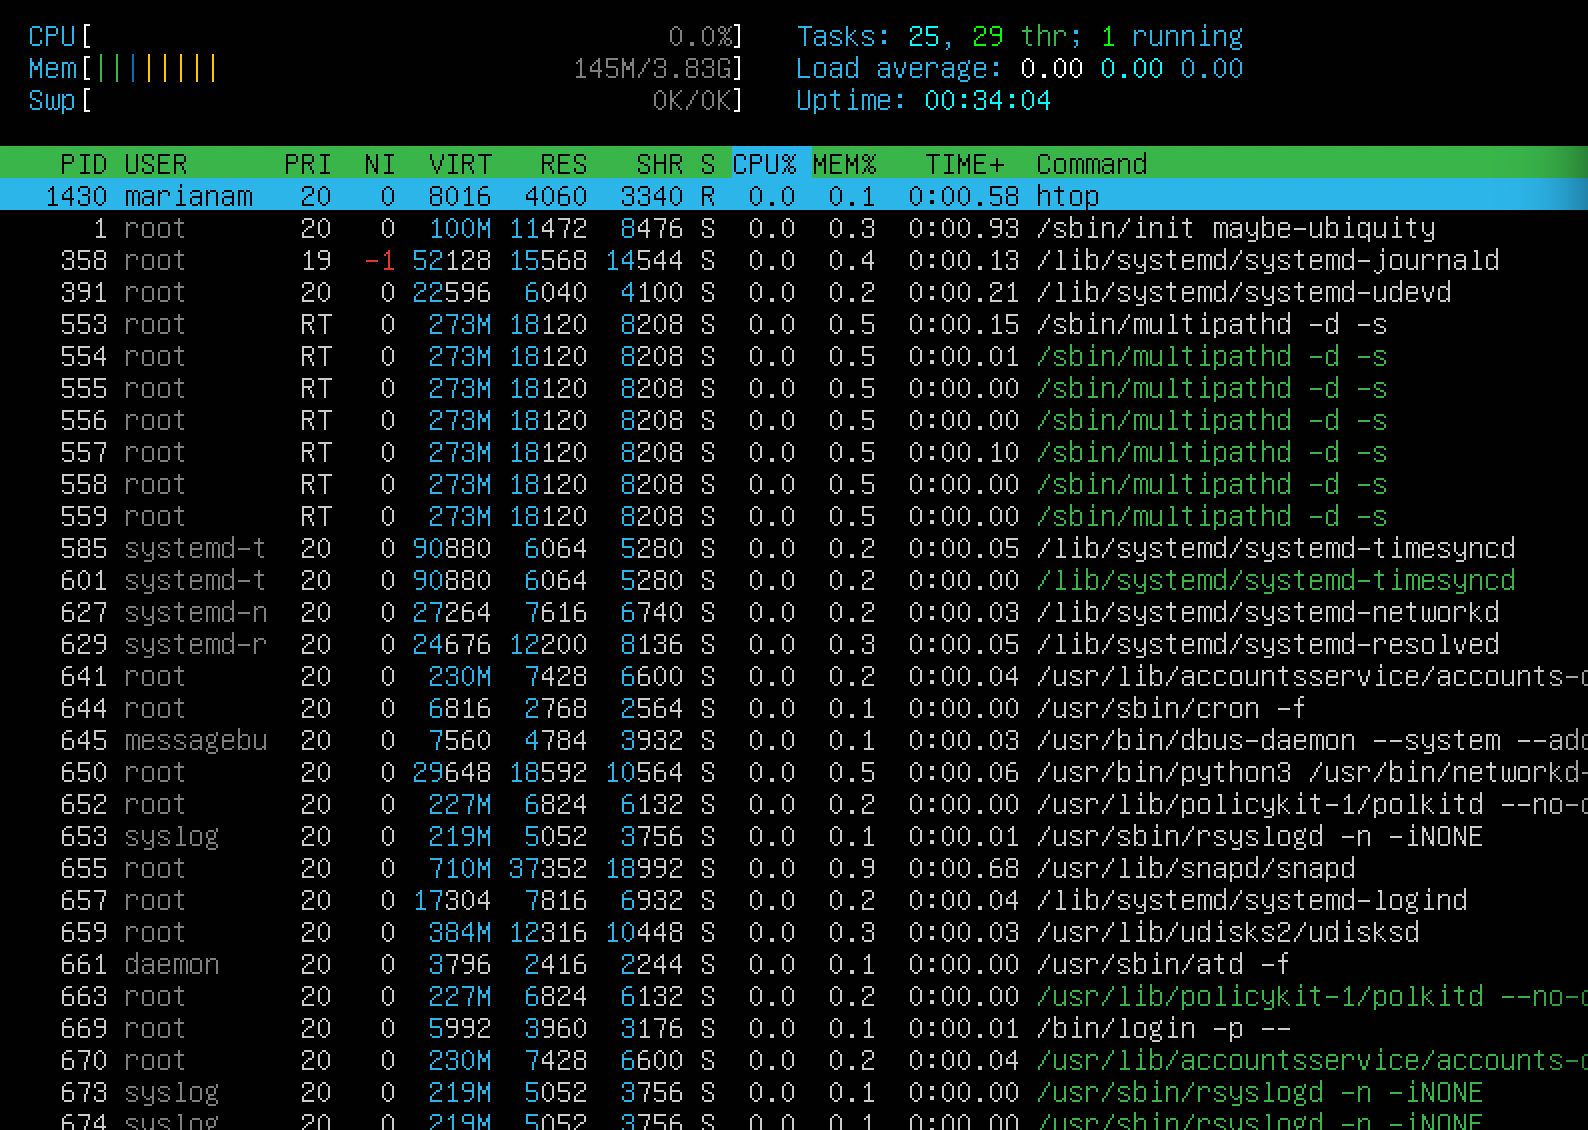 CPU[ 0.0%] Tasks: 25, 29 thr; 1 running
Mem[||||||||| 145M/3.83G] Load average: 0.00 0.00 0.00
Swp[ 0K/0K] Uptime: 00:34:04
PID USER PRI NI VIRT RES SHR S CPU% MEM% TIME+ Command
1430 marianam 20 0 8016 4060 3340 R 0.0 0.1 0:00.58 htop
1 root 20 0 100M 11472 8476 S 0.0 0.3 0:00.93 /sbin/init maybe-ubiquity
358 root 19 -1 52128 15568 14544 S 0.0 0.4 0:00.13 /lib/systemd/systemd-journald
391 root 20 0 22596 6040 4100 S 0.0 0.2 0:00.21 /lib/systemd/systemd-udevd
553 root RT 0 273M 18120 8208 S 0.0 0.5 0:00.15 /sbin/multipathd -d -s
554 root RT 0 273M 18120 8208 S 0.0 0.5 0:00.01 /sbin/multipathd -d -s
555 root RT 0 273M 18120 8208 S 0.0 0.5 0:00.00 /sbin/multipathd -d -s
556 root RT 0 273M 18120 8208 S 0.0 0.5 0:00.00 /sbin/multipathd -d -s
557 root RT 0 273M 18120 8208 S 0.0 0.5 0:00.10 /sbin/multipathd -d -s
558 root RT 0 273M 18120 8208 S 0.0 0.5 0:00.00 /sbin/multipathd -d -s
559 root RT 0 273M 18120 8208 S 0.0 0.5 0:00.00 /sbin/multipathd -d -s
585 systemd-t 20 0 90880 6064 5280 S 0.0 0.2 0:00.05 /lib/systemd/systemd-timesyncd
601 systemd-t 20 0 90880 6064 5280 S 0.0 0.2 0:00.00 /lib/systemd/systemd-timesyncd
627 systemd-n 20 0 27264 7616 6740 S 0.0 0.2 0:00.03 /lib/systemd/systemd-networkd
629 systemd-r 20 0 24676 12200 8136 S 0.0 0.3 0:00.05 /lib/systemd/systemd-resolved
641 root 20 0 230M 7428 6600 S 0.0 0.2 0:00.04 /usr/lib/accountsservice/accounts-
644 root 20 0 6816 2768 2564 S 0.0 0.1 0:00.00 /usr/sbin/cron -f
645 messagebu 20 0 7560 4784 3932 S 0.0 0.1 0:00.03 /usr/bin/dbus-daemon --system --add
650 root 20 0 29648 18592 10564 S 0.0 0.5 0:00.06 /usr/bin/python3 /usr/bin/networkd-
652 root 20 0 227M 6824 6132 S 0.0 0.2 0:00.00 /usr/lib/policykit-1/polkitd --no-
653 syslog 20 0 219M 5052 3756 S 0.0 0.1 0:00.01 /usr/sbin/rsyslogd -n -iNONE
655 root 20 0 710M 37352 18992 S 0.0 0.9 0:00.68 /usr/lib/snapd/snapd
657 root 20 0 17304 7816 6932 S 0.0 0.2 0:00.04 /lib/systemd/systemd-logind
659 root 20 0 384M 12316 10448 S 0.0 0.3 0:00.03 /usr/lib/udisks2/udisksd
661 daemon 20 0 3796 2416 2244 S 0.0 0.1 0:00.00 /usr/sbin/atd -f
663 root 20 0 227M 6824 6132 S 0.0 0.2 0:00.00 /usr/lib/policykit-1/polkitd --no-
669 root 20 0 5992 3960 3176 S 0.0 0.1 0:00.01 /bin/login -p --
670 root 20 0 230M 7428 6600 S 0.0 0.2 0:00.04 /usr/lib/accountsservice/accounts-
673 syslog 20 0 219M 5052 3756 S 0.0 0.1 0:00.00 /usr/sbin/rsyslogd -n -iNONE
674 syslog 20 0 219M 5052 3756 S 0.0 0.1 0:00.00 /usr/sbin/rsyslogd -n -iNONE